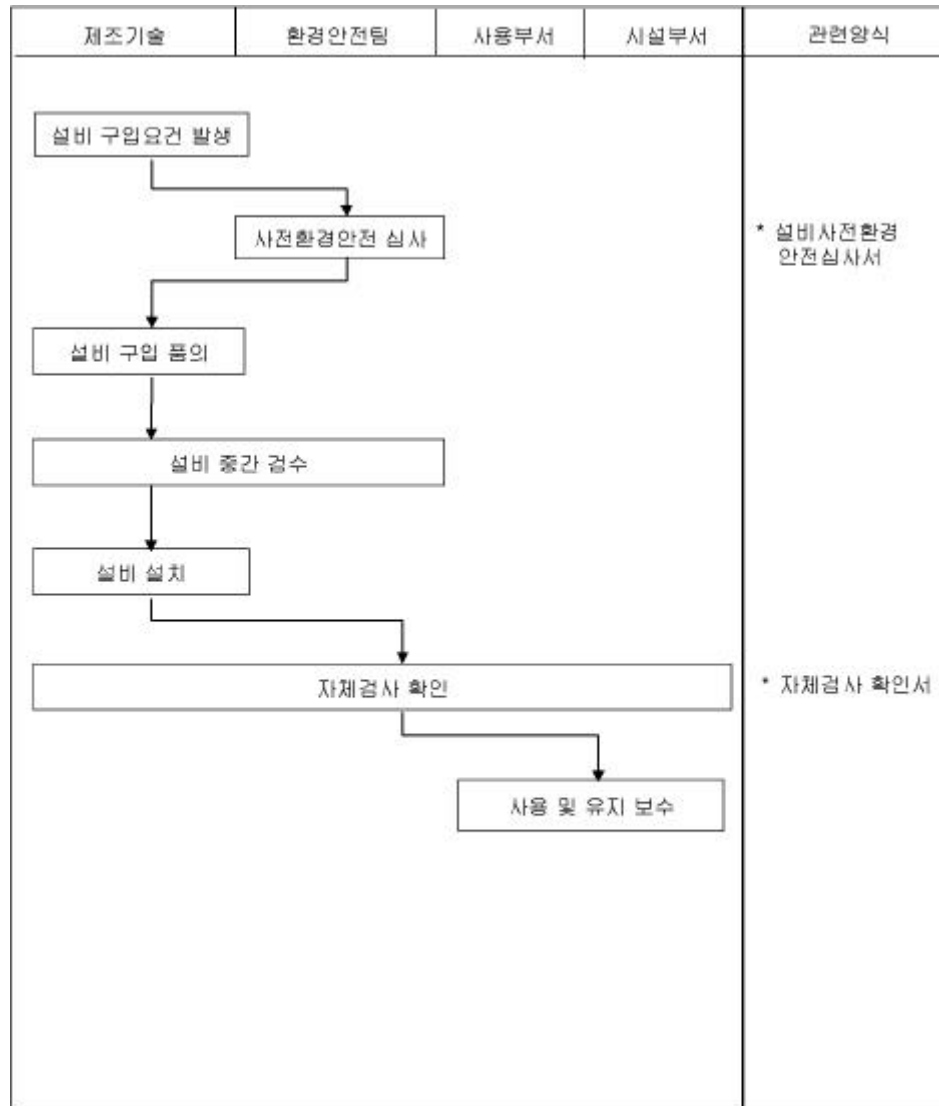 제조기술 환경안전팀 사용부서 시설부서 관련양식
설비 구입요건 발생
사전환경안전 심사
* 설비사전환경
안전심사서
설비 구입 품의
설비 중간 검수
설비 설치
자체검사 확인
* 자체검사 확인서
사용 및 유지 보수